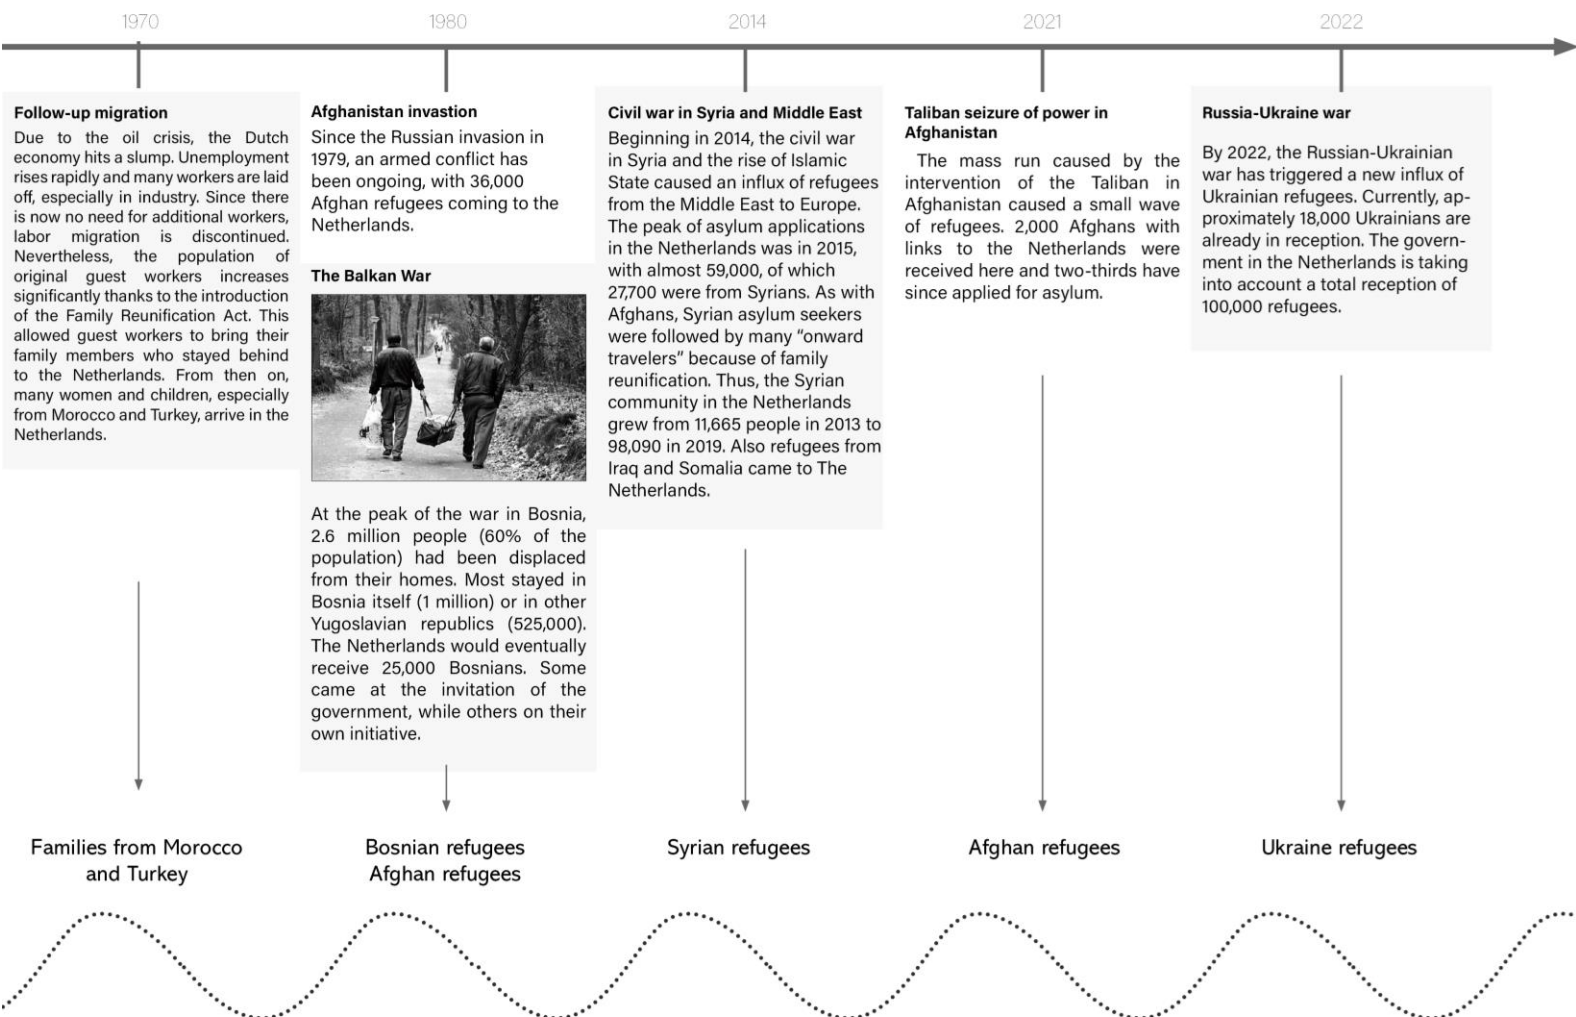 1970
1980
2014
2021
2022
Follow-up migration
Due to the oil crisis, the Dutch
economy hits a slump. Unemployment
rises rapidly and many workers are laid
off, especially in industry. Since there
is now no need for additional workers,
labor migration is discontinued.
Nevertheless, the population of
original guest workers increases
significantly thanks to the introduction
of the Family Reunification Act. This
allowed guest workers to bring their
family members who stayed behind
to the Netherlands. From then on,
many women and children, especially
from Morocco and Turkey, arrive in the
Netherlands.
Afghanistan invastion
Since the Russian invasion in
1979, an armed conflict has
been ongoing, with 36,000
Afghan refugees coming to the
Netherlands.
The Balkan War
At the peak of the war in Bosnia,
2.6 million people (60% of the
population) had been displaced
from their homes. Most stayed in
Bosnia itself (1 million) or in other
Yugoslavian republics (525,000).
The Netherlands would eventually
receive 25,000 Bosnians. Some
came at the invitation of the
government, while others on their
own initiative.
Civil war in Syria and Middle East
Beginning in 2014, the civil war
in Syria and the rise of Islamic
State caused an influx of refugees
from the Middle East to Europe.
The peak of asylum applications
in the Netherlands was in 2015,
with almost 59,000, of which
27,700 were from Syrians. As with
Afghans, Syrian asylum seekers
were followed by many “onward
travelers” because of family
reunification. Thus, the Syrian
community in the Netherlands
grew from 11,665 people in 2013 to
98,090 in 2019. Also refugees from
Iraq and Somalia came to The
Netherlands.
Taliban seizure of power in
Afghanistan
The mass run caused by the
intervention of the Taliban in
Afghanistan caused a small wave
of refugees. 2,000 Afghans with
links to the Netherlands were
received here and two-thirds have
since applied for asylum.
Russia-Ukraine war
By 2022, the Russian-Ukrainian
war has triggered a new influx of
Ukrainian refugees. Currently, ap-
proximately 18,000 Ukrainians are
already in reception. The govern-
ment in the Netherlands is taking
into account a total reception of
100,000 refugees.
Families from Morocco
and Turkey
Bosnian refugees
Afghan refugees
Syrian refugees
Afghan refugees
Ukraine refugees